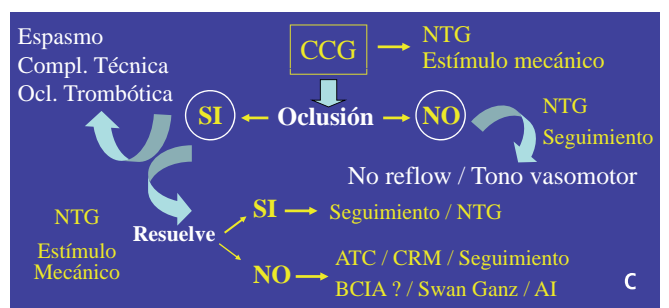 Espasmo
Compl. Técnica
Ocl. Trombótica
CCG
NTG
Estímulo mecánico
SI
Oclusión
NO
NTG
Seguimiento
No reflow / Tono vasomotor
NTG
Estímulo
Mecánico
Resuelve
SI
Seguimiento / NTG
NO
ATC / CRM / Seguimiento
BCIA ? / Swan Ganz / AI
C